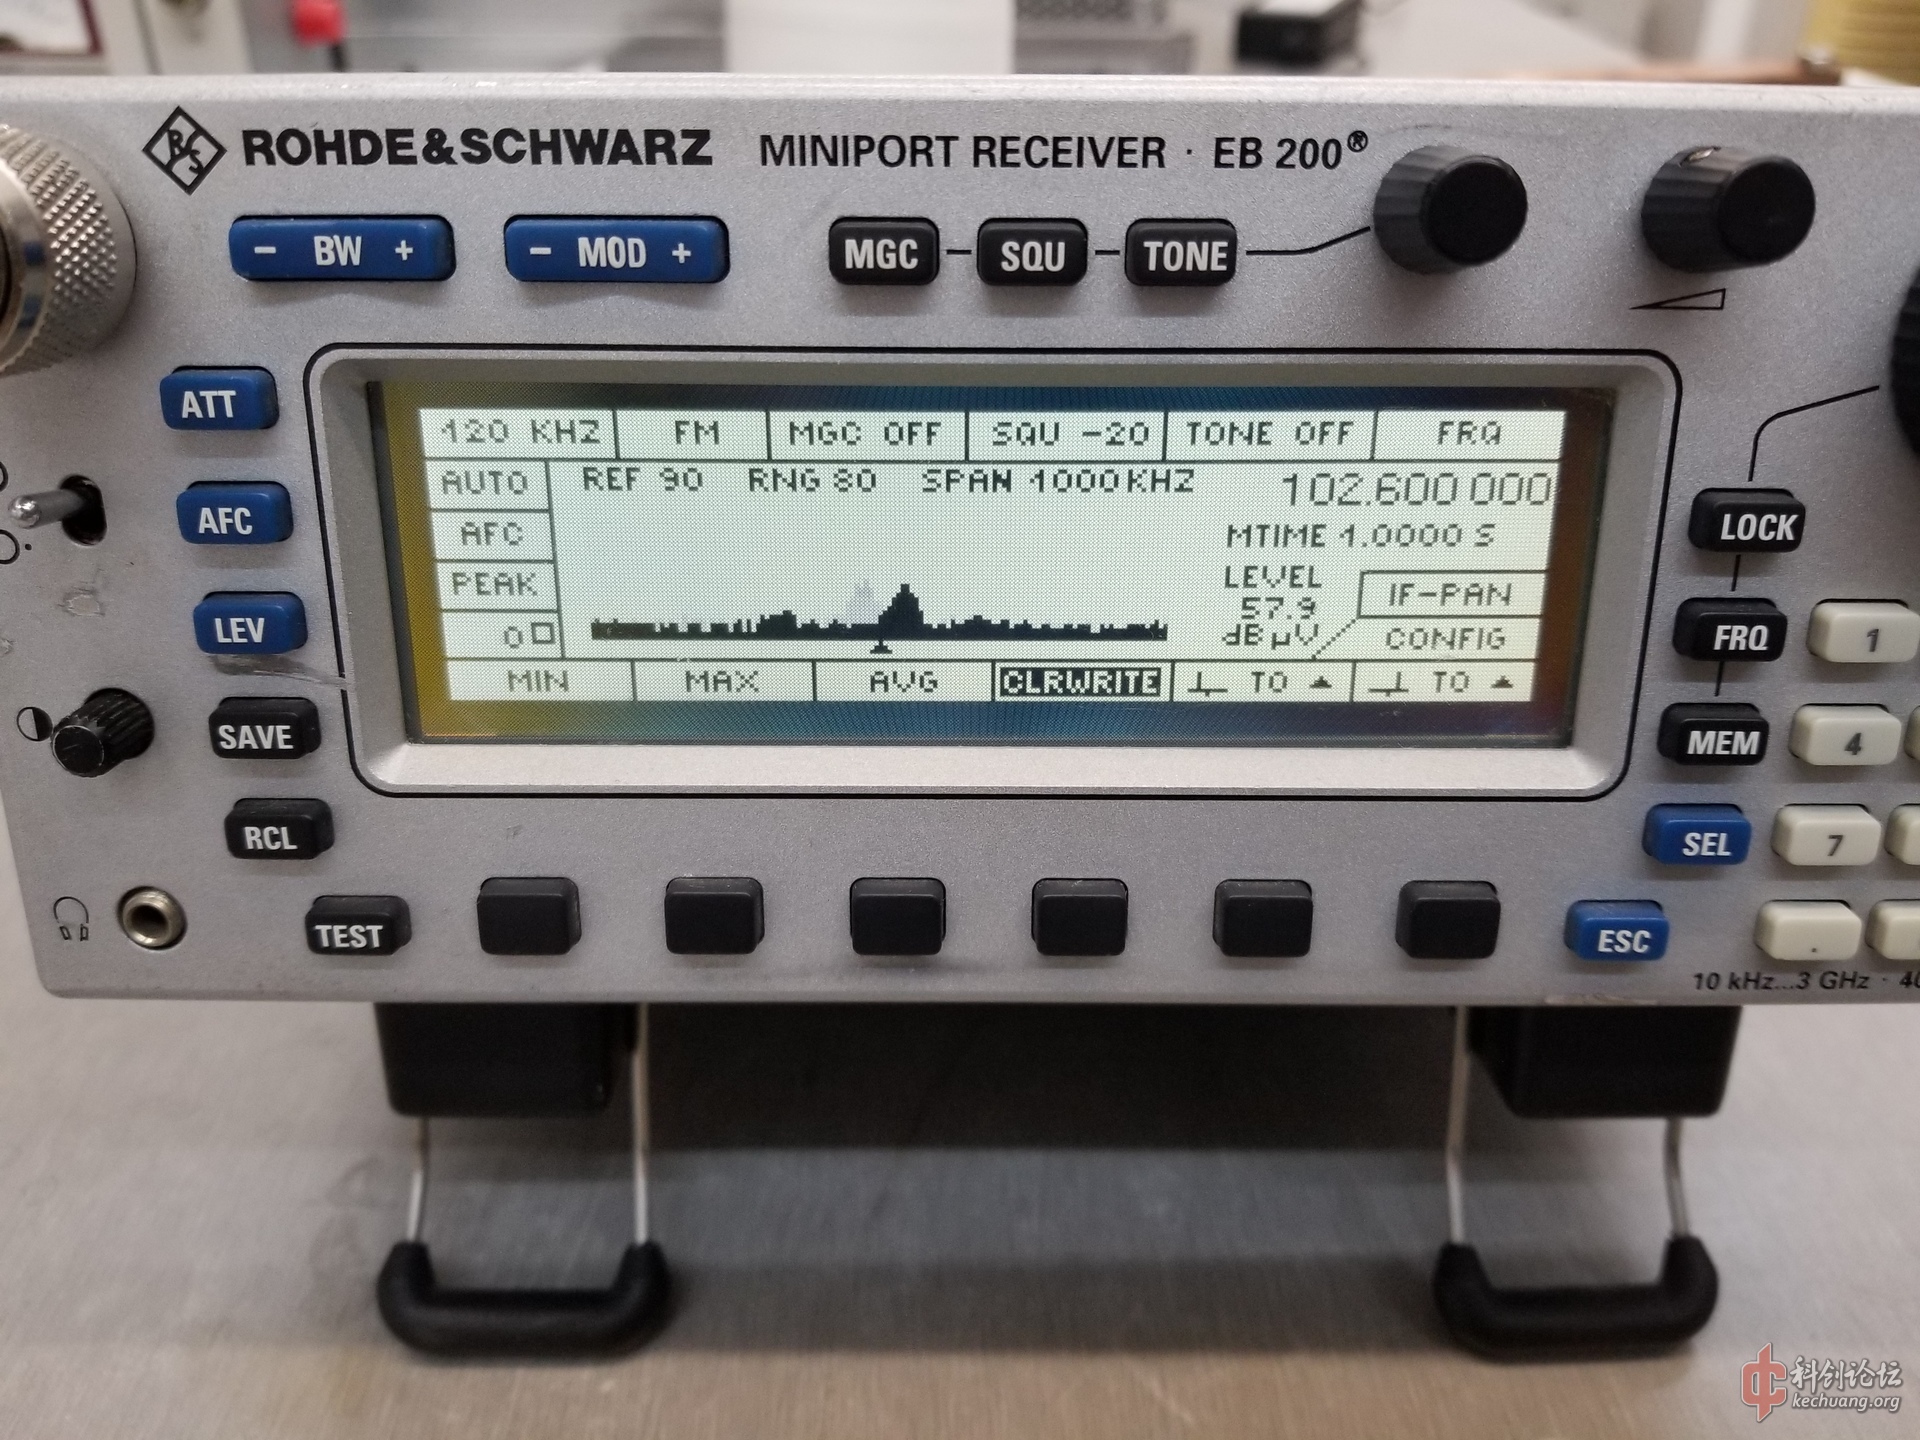 RS ROHDE&SCHWARZ MINIPORT RECEIVER · EB 200®
− BW + − MOD + MGC SQU TONE
ATT
AFC
LEV
SAVE
RCL
TEST
120 KHZ FM MGC OFF SQU -20 TONE OFF FRQ
AUTO REF 90 RNG 80 SPAN 1000KHZ 102.600 000
AFC MTIME 1.0000 S
PEAK LEVEL IF-PAN
0 57.9
dBµV CONFIG
MIN MAX AVG CLRWRITE TO TO
LOCK
FRQ 1
MEM 4
SEL 7
ESC .
10 kHz...3 GHz · 40
科创论坛
kechuang.org